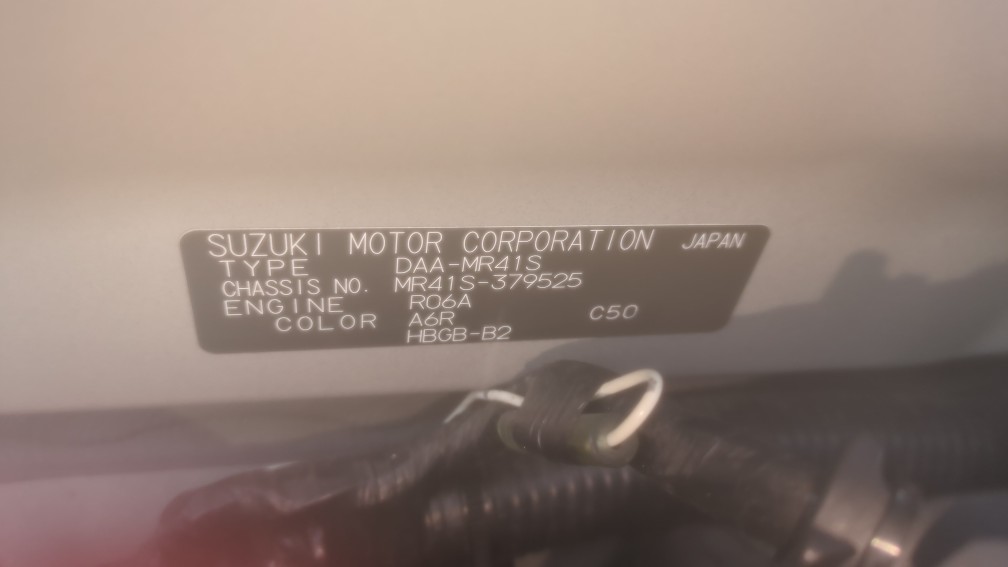 SUZUKI MOTOR CORPORATION JAPAN
TYPE DAA-MR41S
CHASSIS NO. MR41S-379525
ENGINE R06A
COLOR A6R C50
HBGB-B2